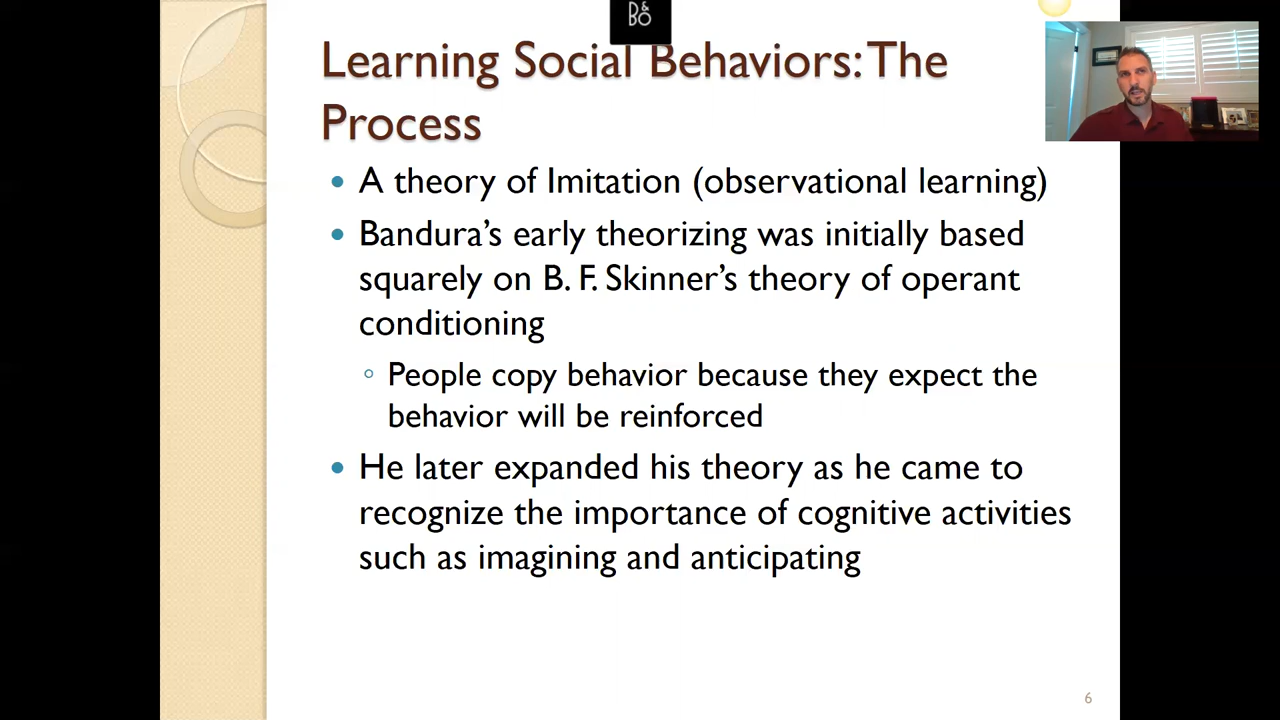 B&O
Learning Social Behaviors: The
Process
• A theory of Imitation (observational learning)
• Bandura’s early theorizing was initially based
squarely on B. F. Skinner’s theory of operant
conditioning
◦ People copy behavior because they expect the
behavior will be reinforced
• He later expanded his theory as he came to
recognize the importance of cognitive activities
such as imagining and anticipating
6